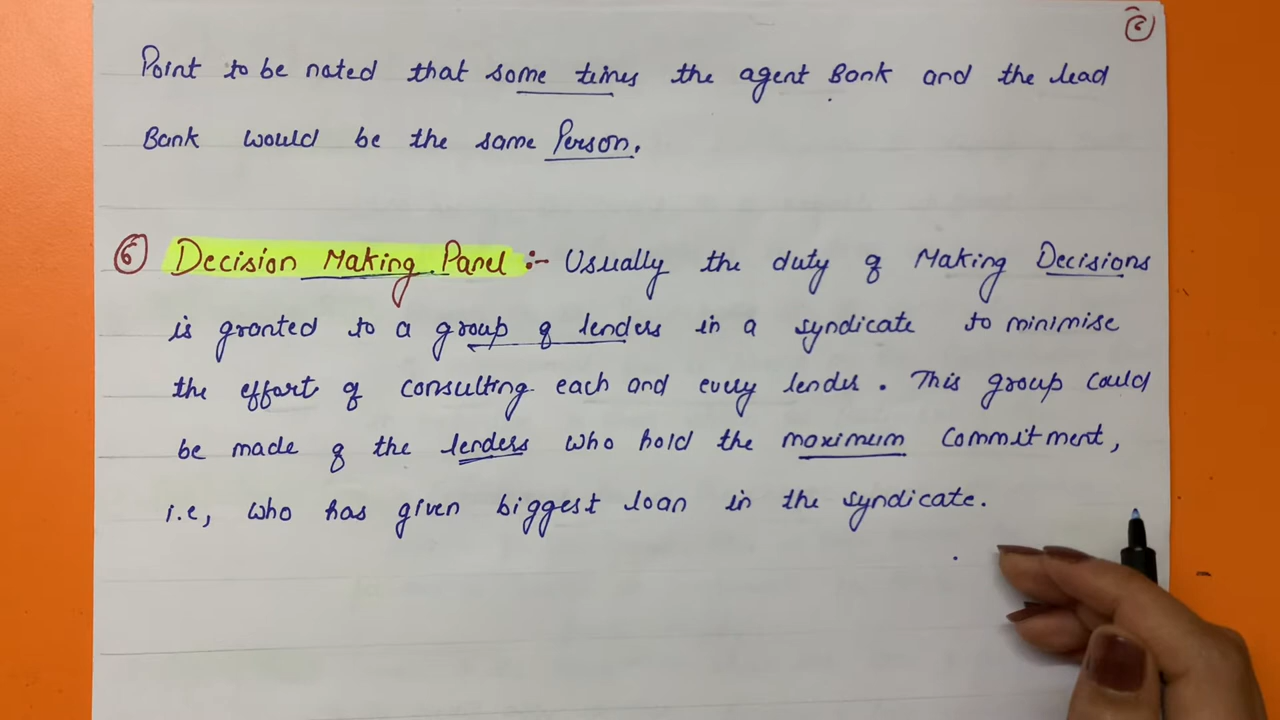 6
Point to be noted that some times the agent Bank and the lead
Bank would be the same Person.
6 Decision Making Panel :- Usually the duty of Making Decisions
is granted to a group of lenders in a syndicate to minimise
the effort of consulting each and every lender. This group could
be made of the lenders who hold the maximum commitment,
i.e, who has given biggest loan in the syndicate.